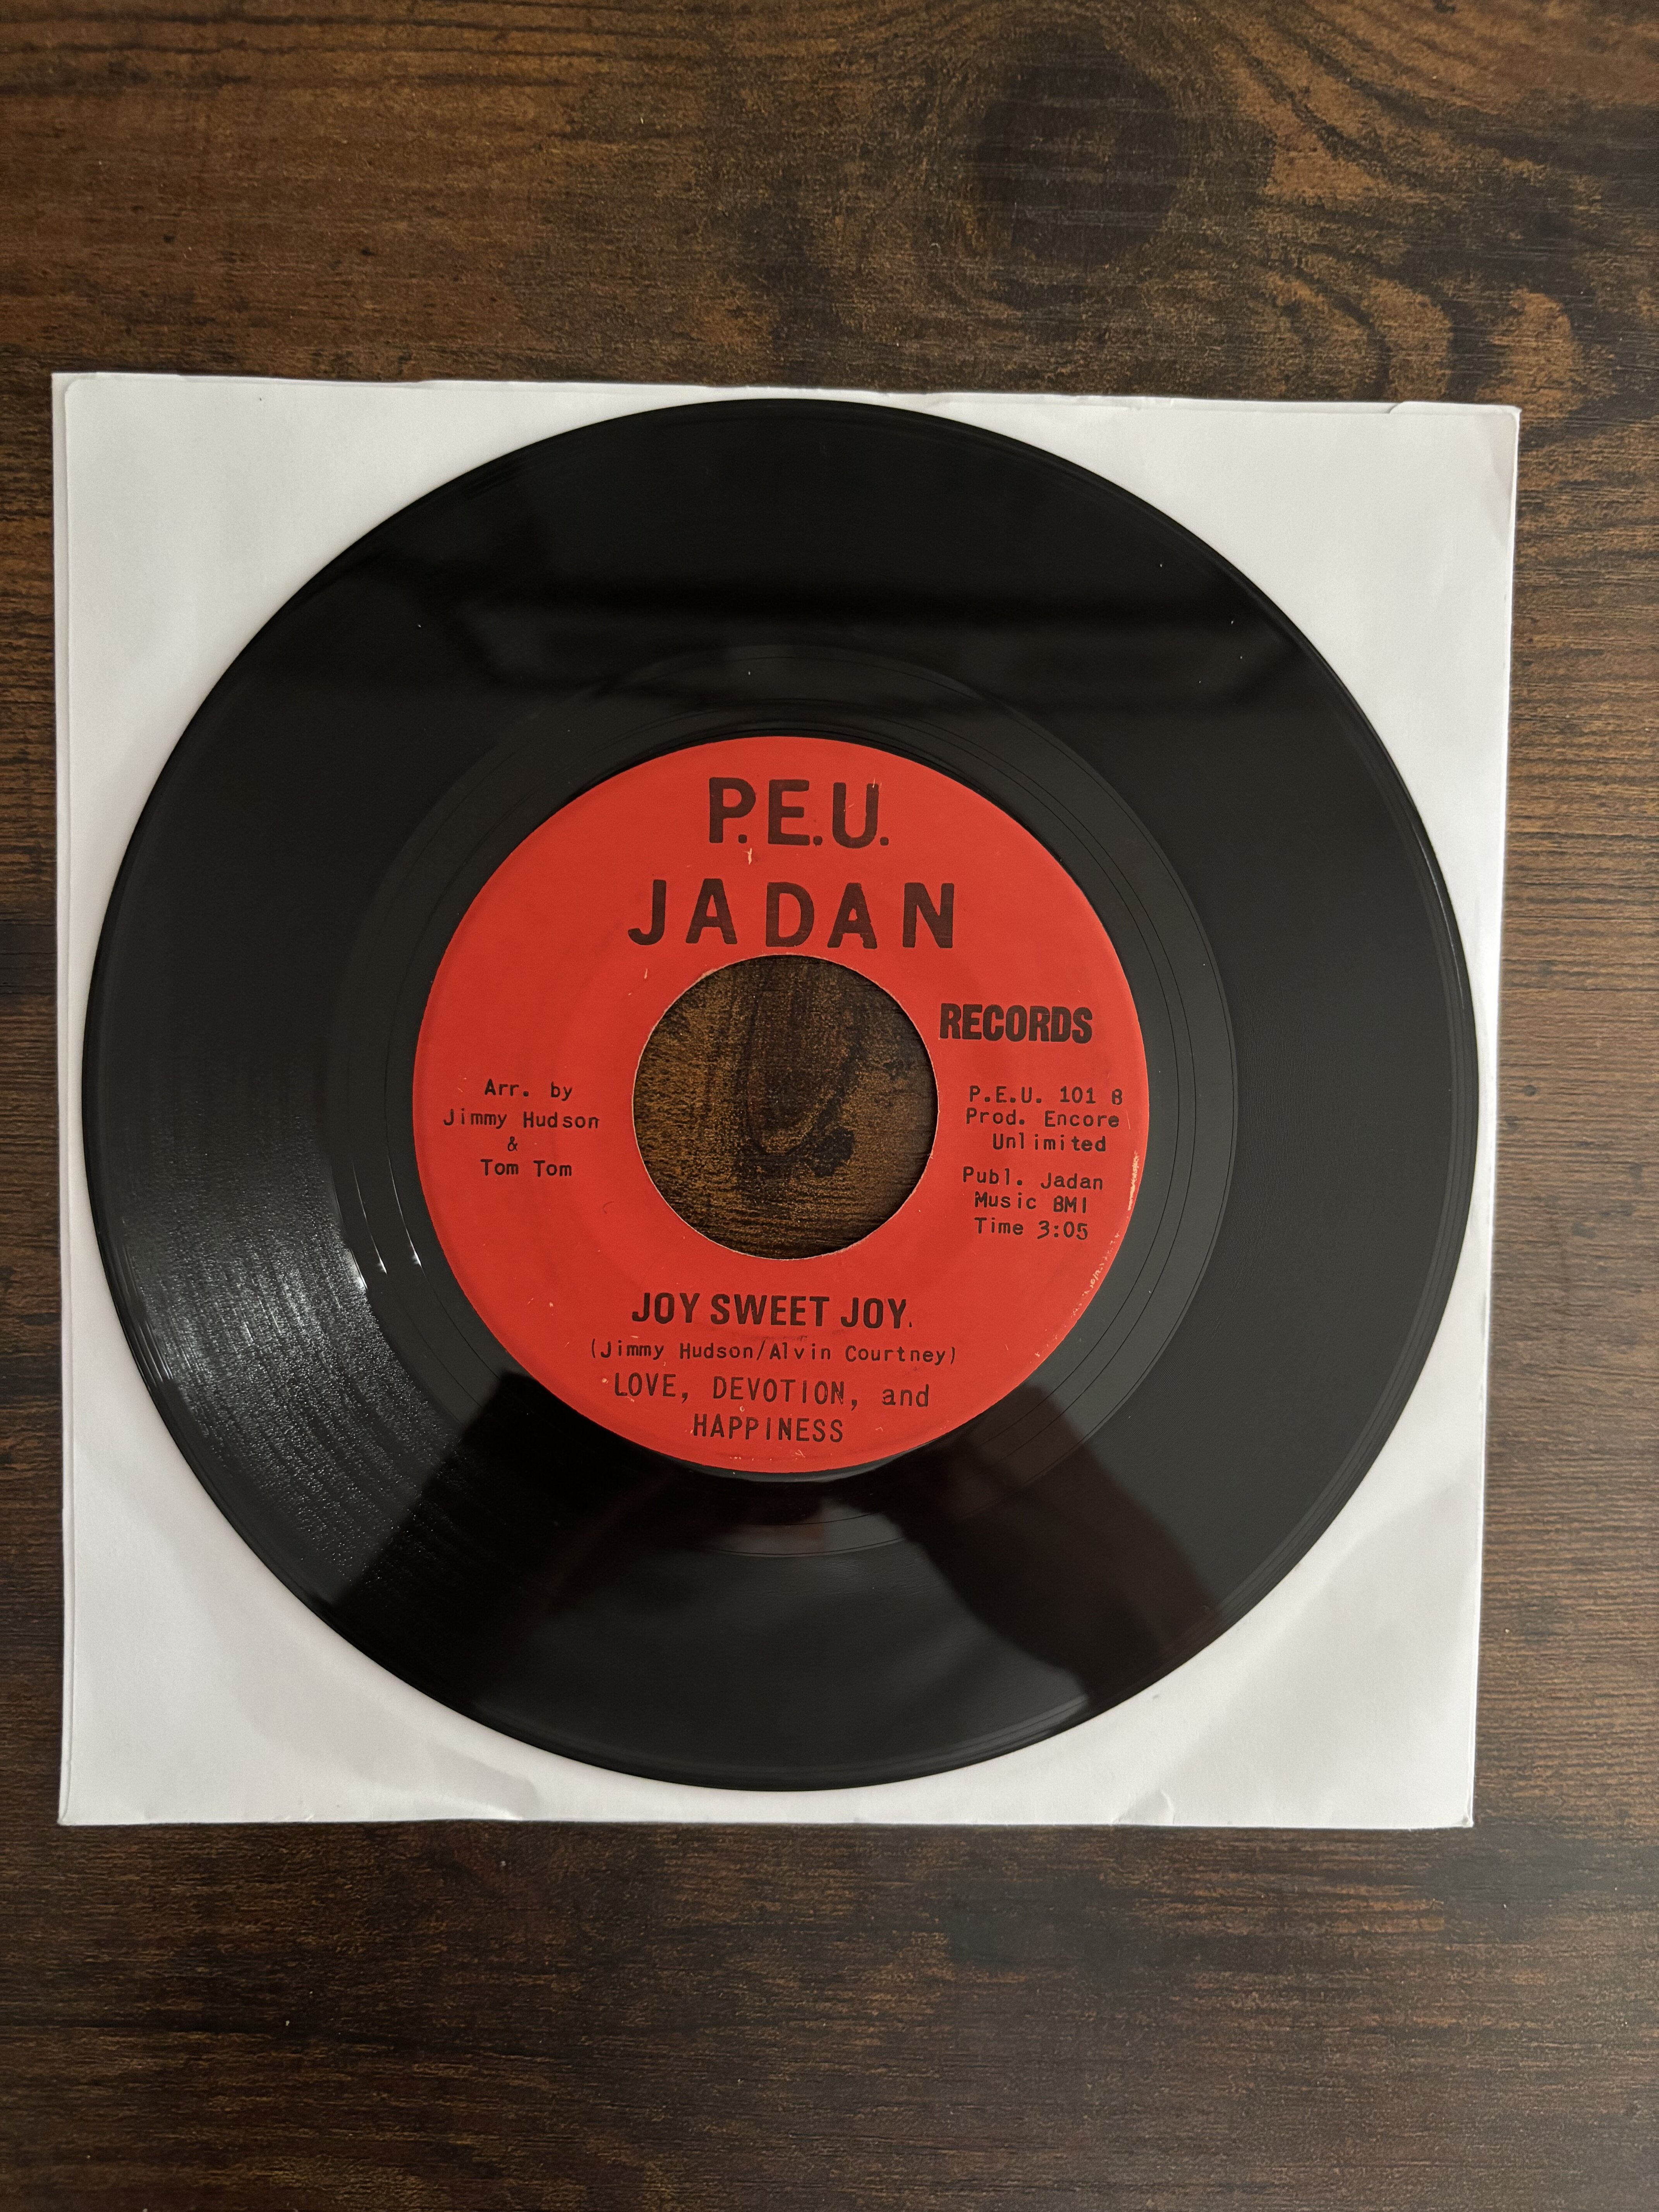 P.E.U.
JADAN
RECORDS
Arr. by
Jimmy Hudson
&
Tom Tom
P.E.U. 101 B
Prod. Encore
Unlimited
Publ. Jadan
Music BMI
Time 3:05
JOY SWEET JOY.
(Jimmy Hudson/Alvin Courtney)
LOVE, DEVOTION, and
HAPPINESS